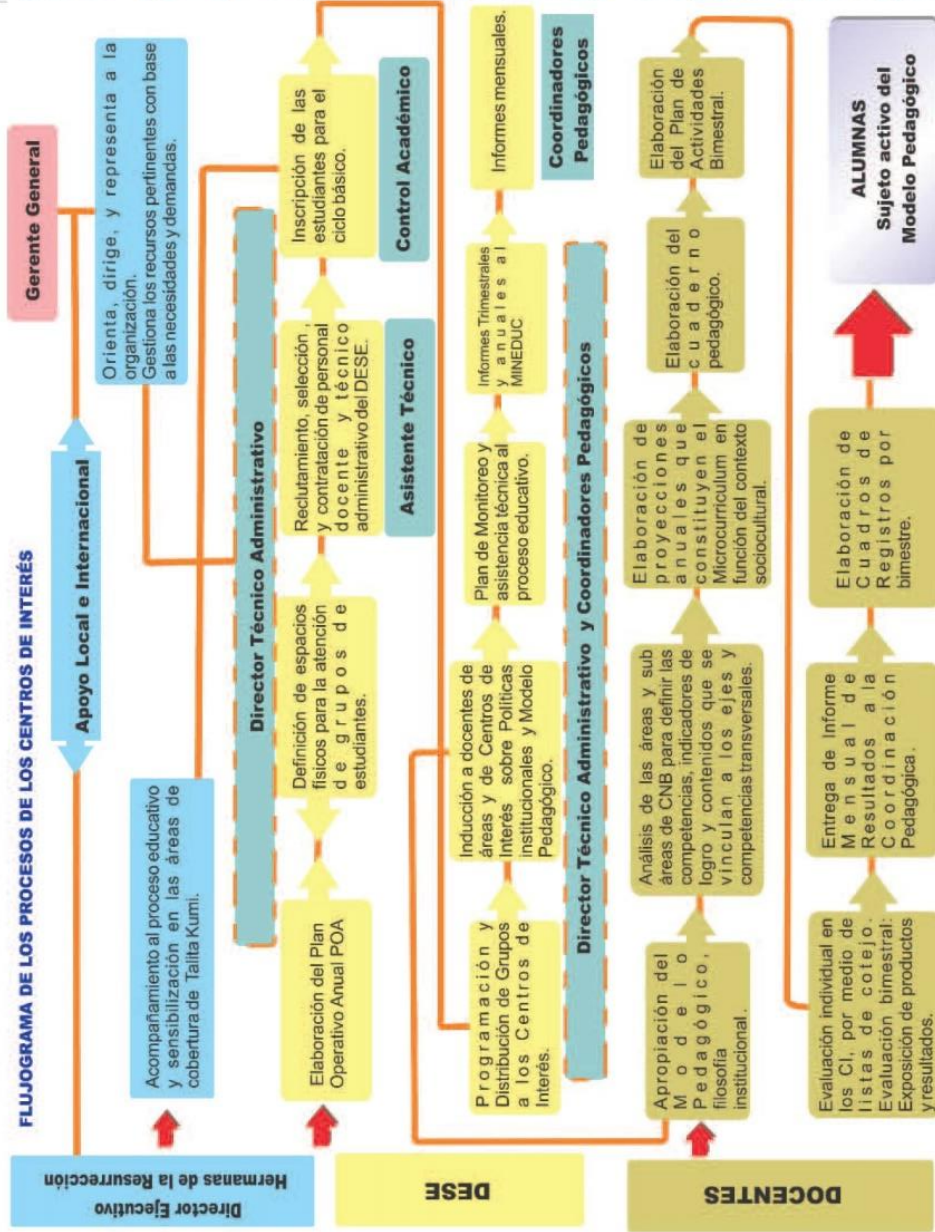 FLUJOGRAMA DE LOS PROCESOS DE LOS CENTROS DE INTERÉS
Gerente General
Apoyo Local e Internacional
Director Ejecutivo
Hermanas de la Resurrección
Acompañamiento al proceso educativo
y sensibilización en las áreas de
cobertura de Talita Kumi.
Orienta, dirige, y representa a la
organización.
Gestiona los recursos pertinentes con base
a las necesidades y demandas.
Director Técnico Administrativo
DESE
Elaboración del Plan
Operativo Anual POA
Definición de espacios
físicos para la atención
de grupos de
estudiantes.
Reclutamiento, selección,
y contratación de personal
docente y técnico
administrativo del DESE.
Inscripción de las
estudiantes para el
ciclo básico.
Asistente Técnico
Control Académico
Programación y
Distribución de Grupos
a los Centros de
Interés.
Inducción a docentes de
áreas y de Centros de
Interés sobre Políticas
institucionales y Modelo
Pedagógico.
Plan de Monitoreo y
asistencia técnica al
proceso educativo.
Informes Trimestrales
y anuales al
MINEDUC
Informes mensuales.
Coordinadores
Pedagógicos
Director Técnico Administrativo y Coordinadores Pedagógicos
DOCENTES
Apropiación del
Modelo
Pedagógico,
filosofía
institucional.
Análisis de las áreas y sub
áreas de CNB para definir las
competencias, indicadores de
logro y contenidos que se
vinculan a los ejes y
competencias transversales.
Elaboración de
proyecciones
anuales que
constituyen el
Microcurriculum en
función del contexto
sociocultural.
Elaboración del
cuaderno
pedagógico.
Elaboración
del Plan de
Actividades
Bimestral.
Evaluación individual en
los CI, por medio de
listas de cotejo.
Evaluación bimestral:
Exposición de productos
y resultados.
Entrega de Informe
Mensual de
Resultados a la
Coordinación
Pedagógica.
Elaboración de
Cuadros de
Registros por
bimestre.
ALUMNAS
Sujeto activo del
Modelo Pedagógico